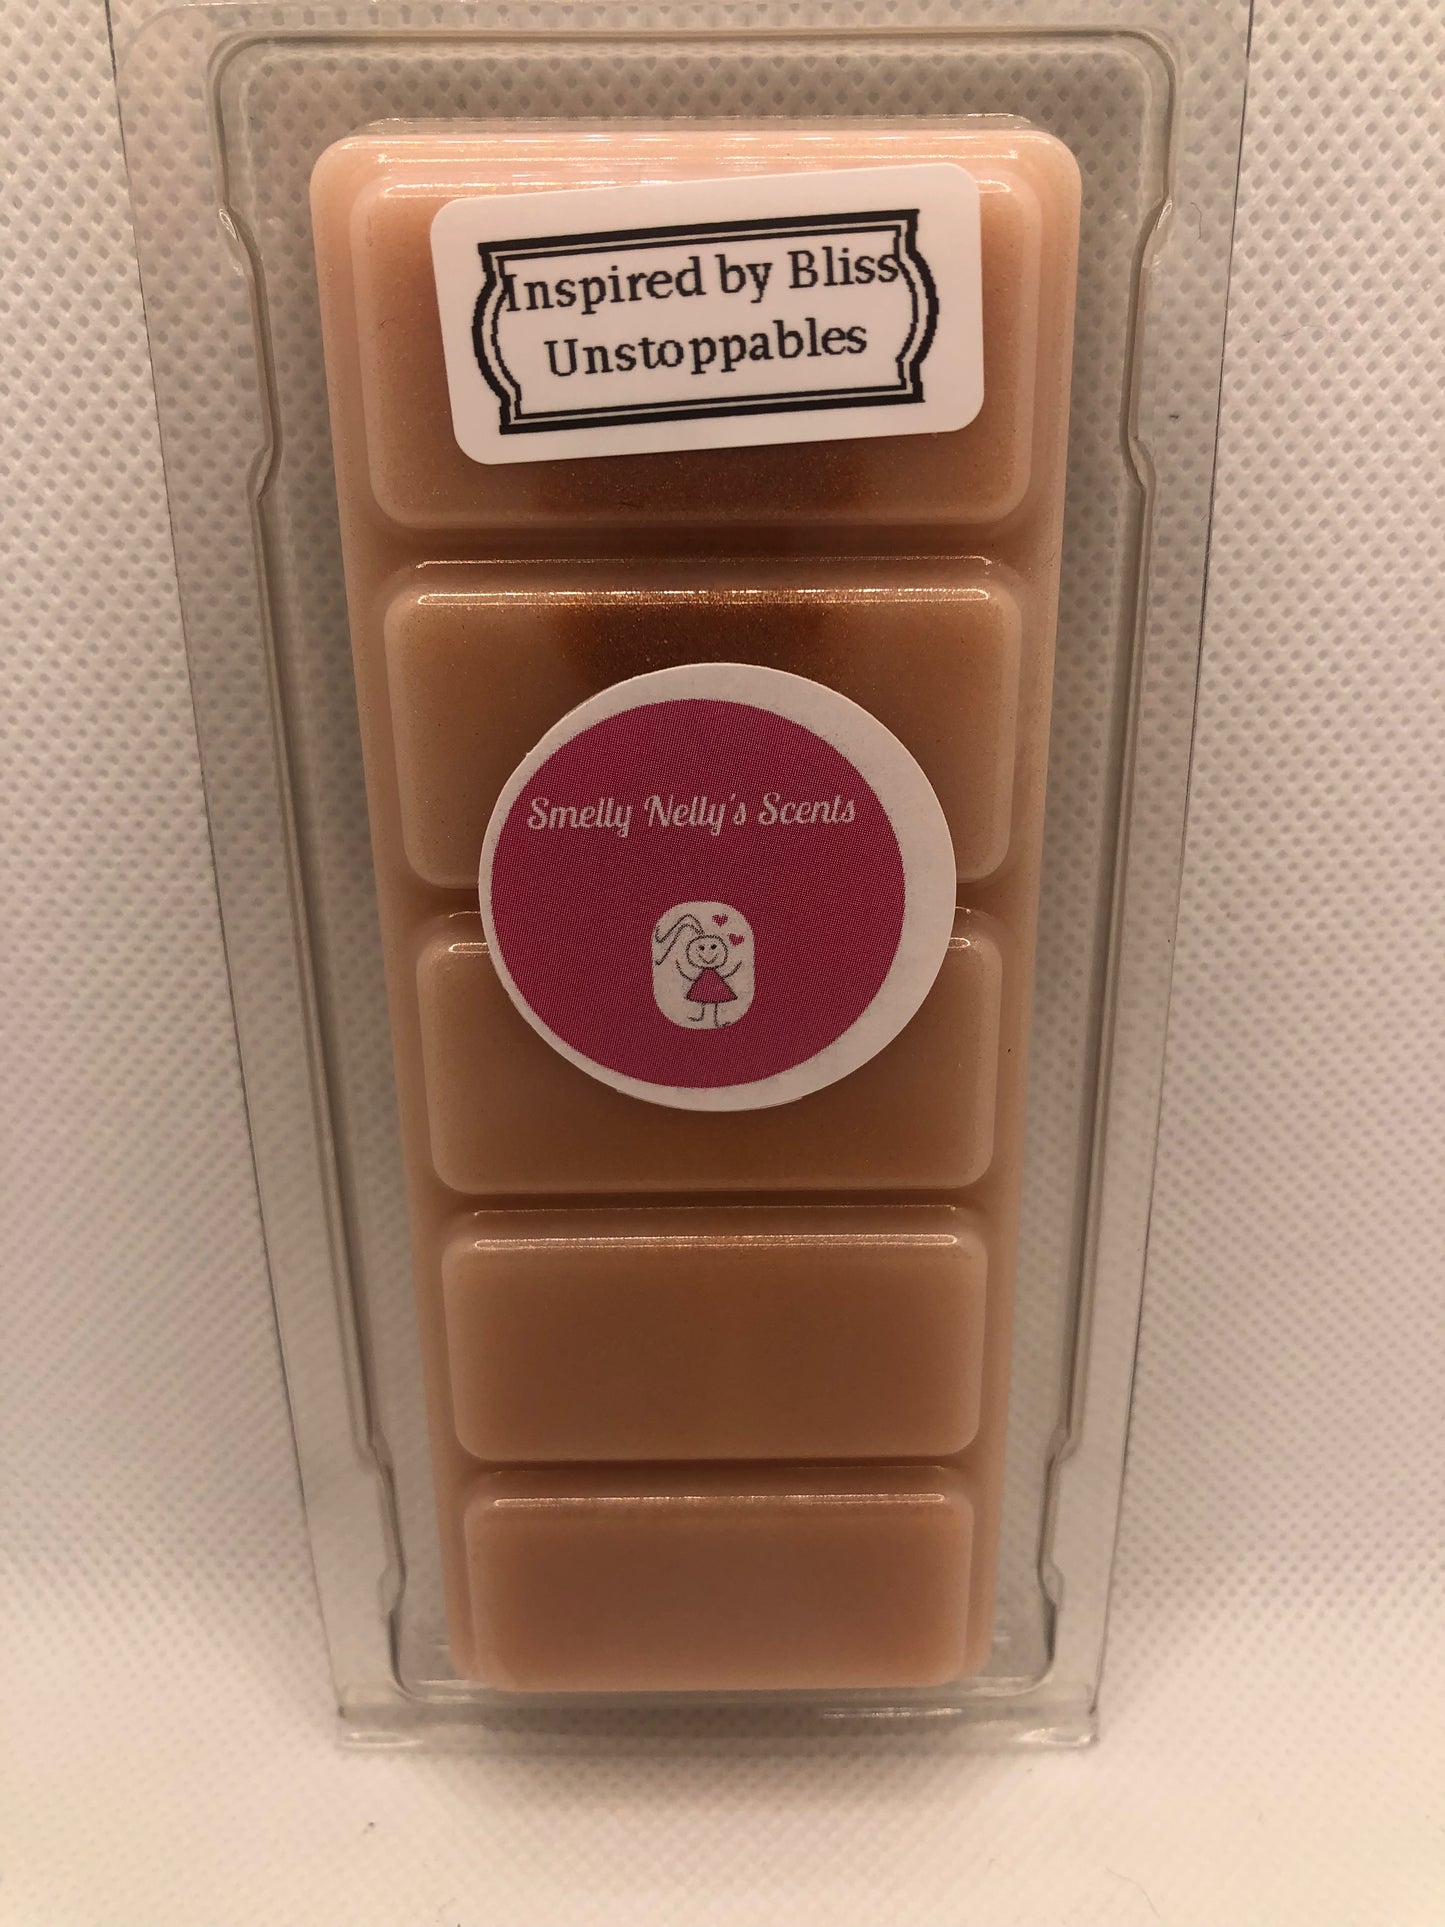 Inspired by Bliss
Unstoppables
Smelly Nelly's Scents